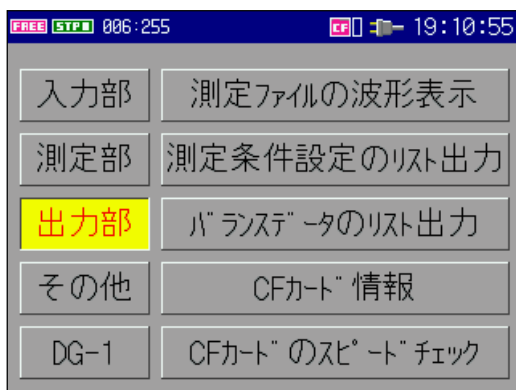 FREE STP■ 006:255 CF 19:10:55
入力部 測定ファイルの波形表示
測定部 測定条件設定のリスト出力
出力部 バランスデータのリスト出力
その他 CFカード情報
DG-1 CFカードのスピードチェック